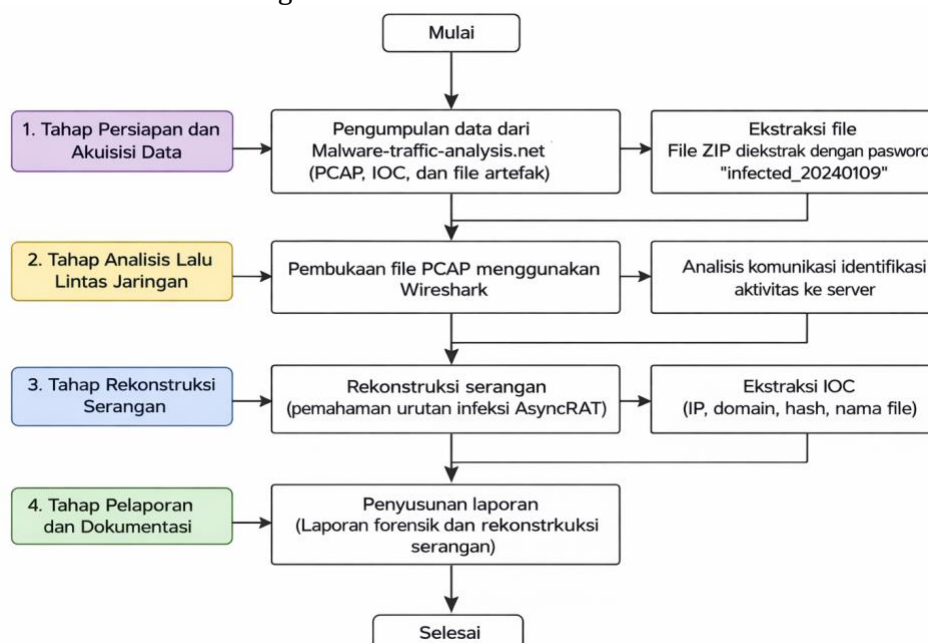 Mulai
1. Tahap Persiapan dan
Akuisisi Data
Pengumpulan data dari
Malware-traffic-analysis.net
(PCAP, IOC, dan file artefak)
Ekstraksi file
File ZIP diekstrak dengan pasword
"infected_20240109"
2. Tahap Analisis Lalu
Lintas Jaringan
Pembukaan file PCAP menggunakan
Wireshark
Analisis komunikasi identifikasi
aktivitas ke server
3. Tahap Rekonstruksi
Serangan
Rekonstruksi serangan
(pemahaman urutan infeksi AsyncRAT)
Ekstraksi IOC
(IP, domain, hash, nama file)
4. Tahap Pelaporan
dan Dokumentasi
Penyusunan laporan
(Laporan forensik dan rekonstrkuksi
serangan)
Selesai